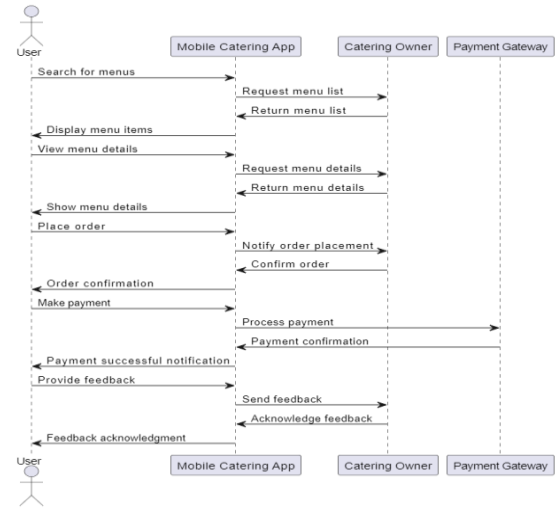 User
Mobile Catering App
Catering Owner
Payment Gateway
Search for menus
Request menu list
Return menu list
Display menu items
View menu details
Request menu details
Return menu details
Show menu details
Place order
Notify order placement
Confirm order
Order confirmation
Make payment
Process payment
Payment confirmation
Payment successful notification
Provide feedback
Send feedback
Acknowledge feedback
Feedback acknowledgment
User
Mobile Catering App
Catering Owner
Payment Gateway